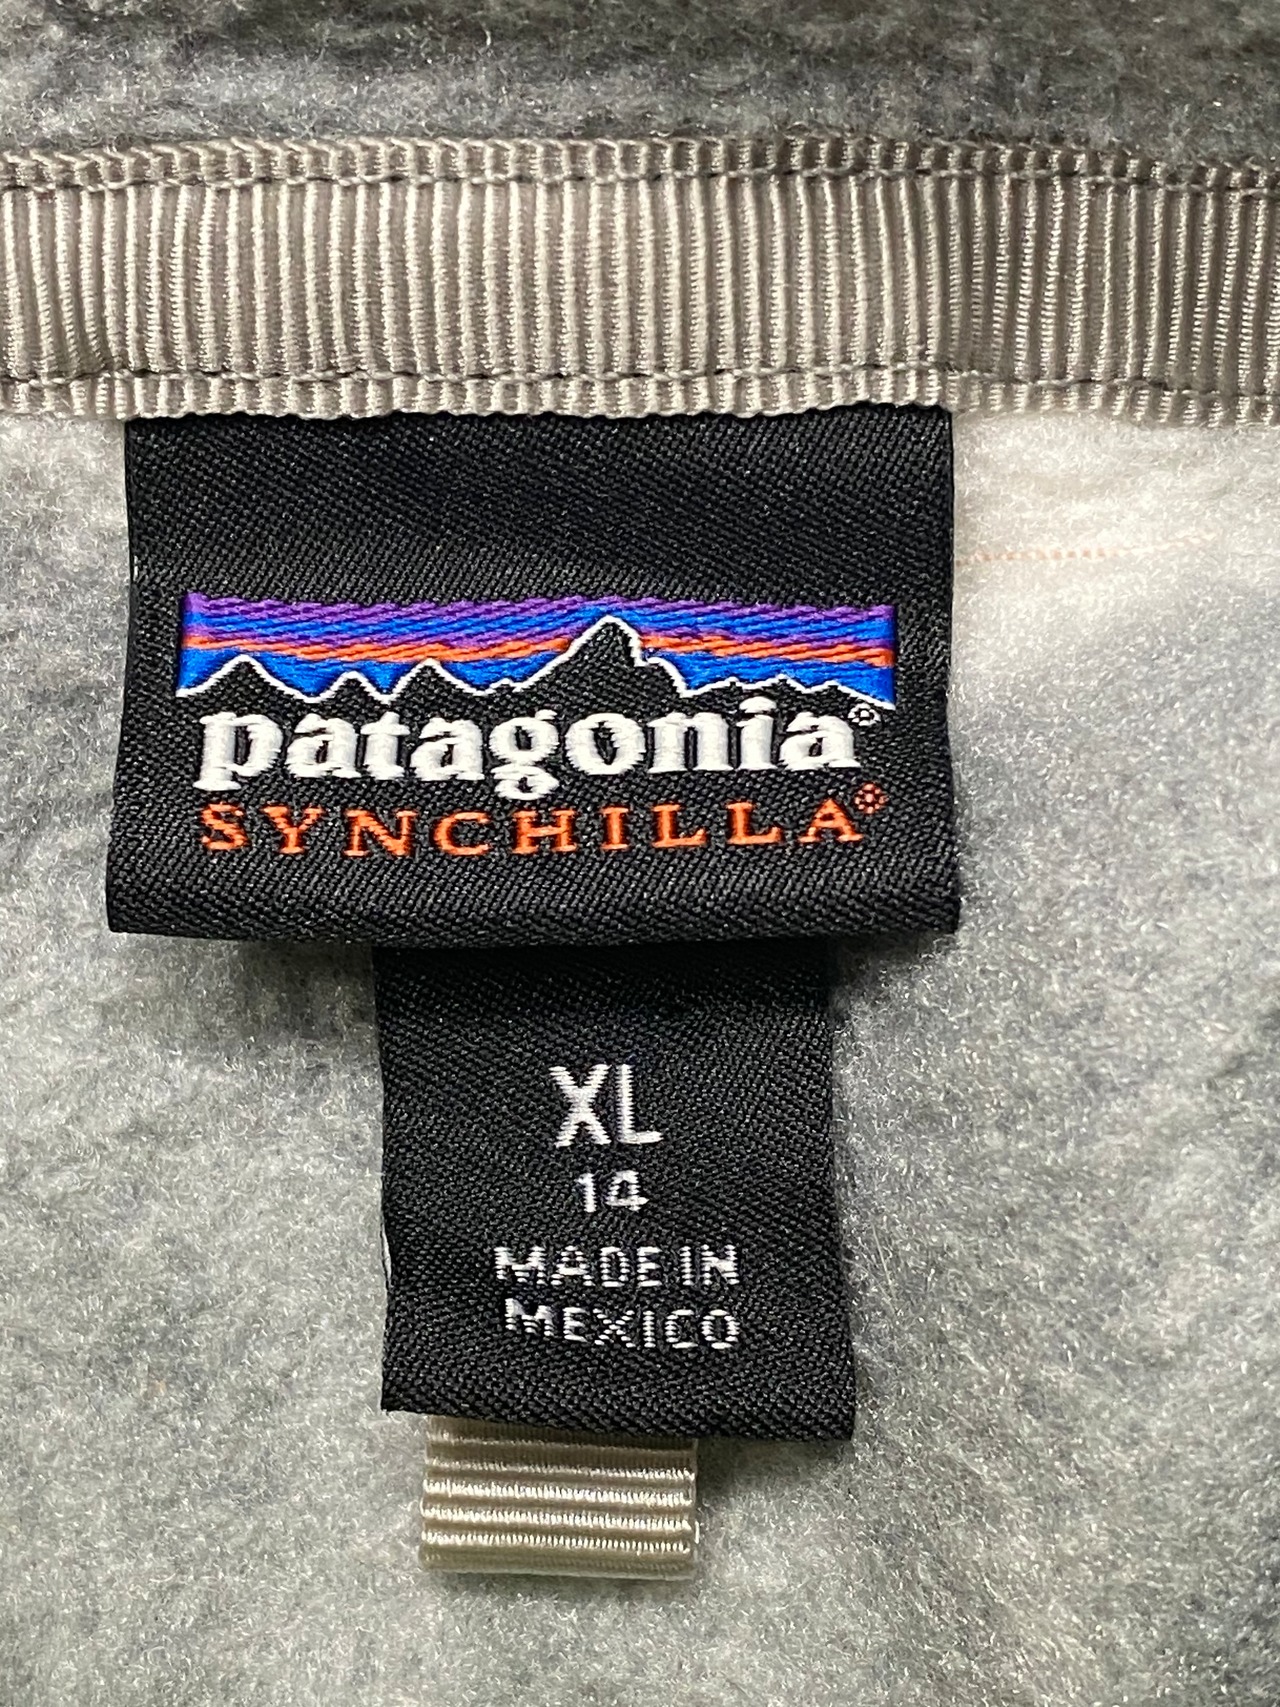 patagonia®
SYNCHILLA®
XL
14
MADE IN
MEXICO